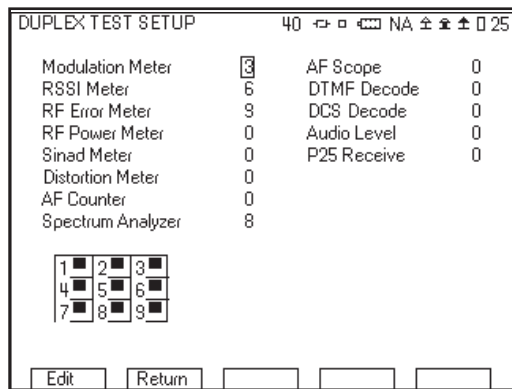 DUPLEX TEST SETUP 40 NA 25
Modulation Meter 3 AF Scope 0
RSSI Meter 6 DTMF Decode 0
RF Error Meter 9 DCS Decode 0
RF Power Meter 0 Audio Level 0
Sinad Meter 0 P25 Receive 0
Distortion Meter 0
AF Counter 0
Spectrum Analyzer 8
1 2 3
4 5 6
7 8 9
Edit Return